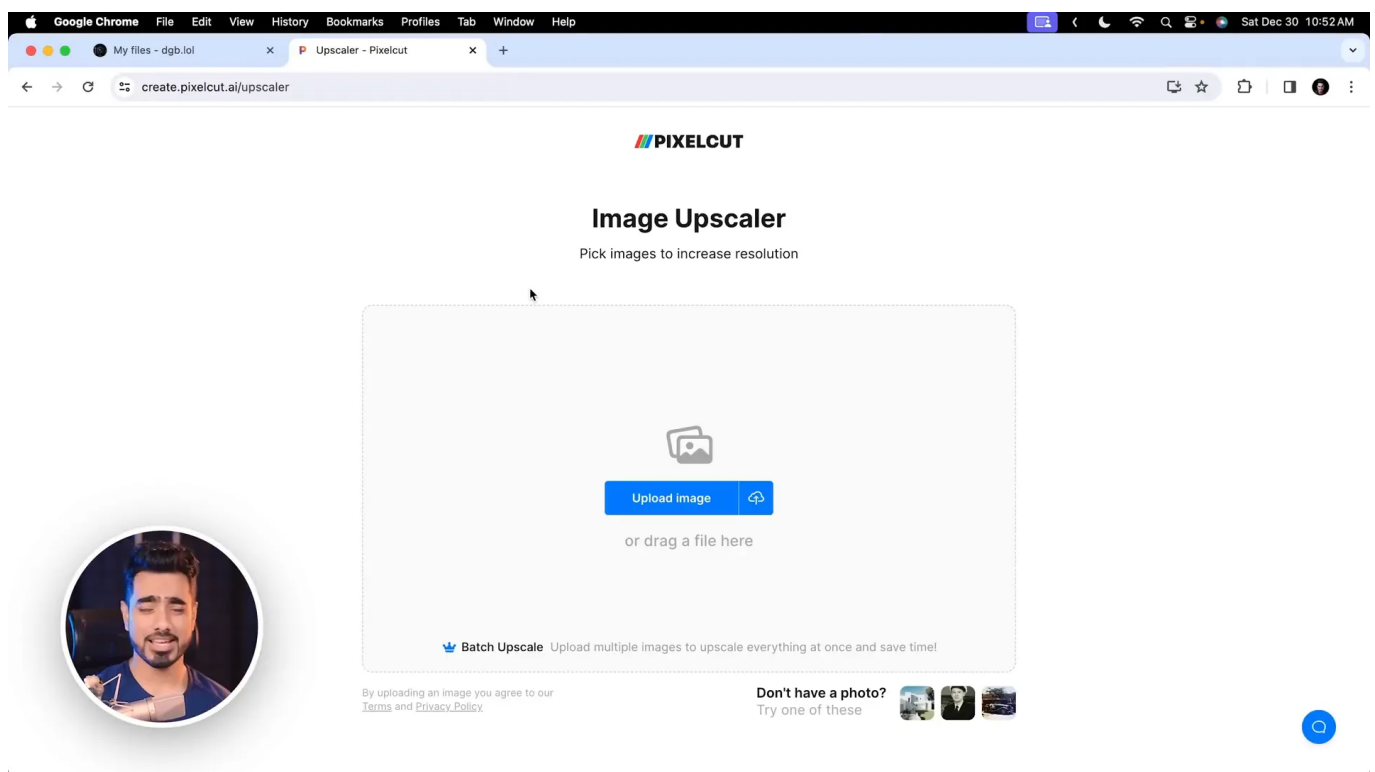 Google Chrome File Edit View History Bookmarks Profiles Tab Window Help Sat Dec 30 10:52 AM
My files - dgb.lol Upscaler - Pixelcut
create.pixelcut.ai/upscaler
PIXELCUT
Image Upscaler
Pick images to increase resolution
Upload image
or drag a file here
Batch Upscale Upload multiple images to upscale everything at once and save time!
By uploading an image you agree to our
Terms and Privacy Policy
Don't have a photo?
Try one of these